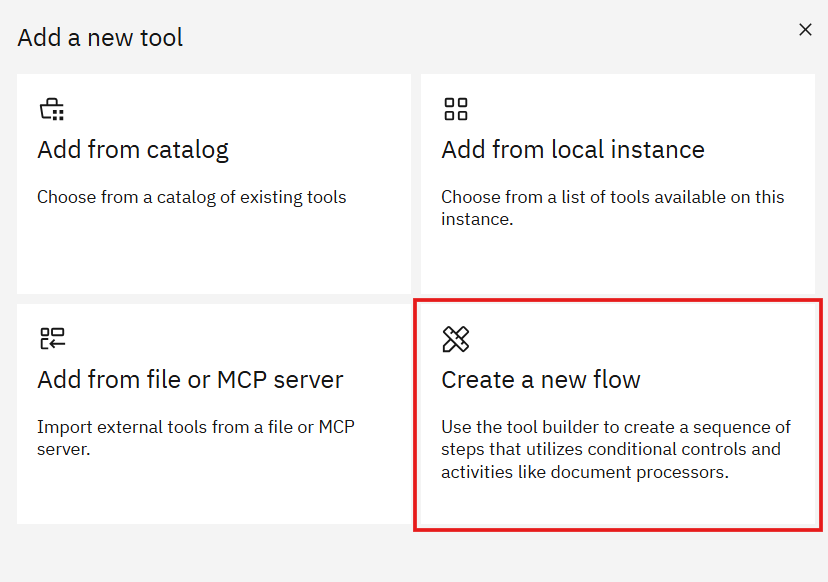 Add a new tool
Add from catalog
Choose from a catalog of existing tools
Add from local instance
Choose from a list of tools available on this
instance.
Add from file or MCP server
Import external tools from a file or MCP
server.
Create a new flow
Use the tool builder to create a sequence of
steps that utilizes conditional controls and
activities like document processors.